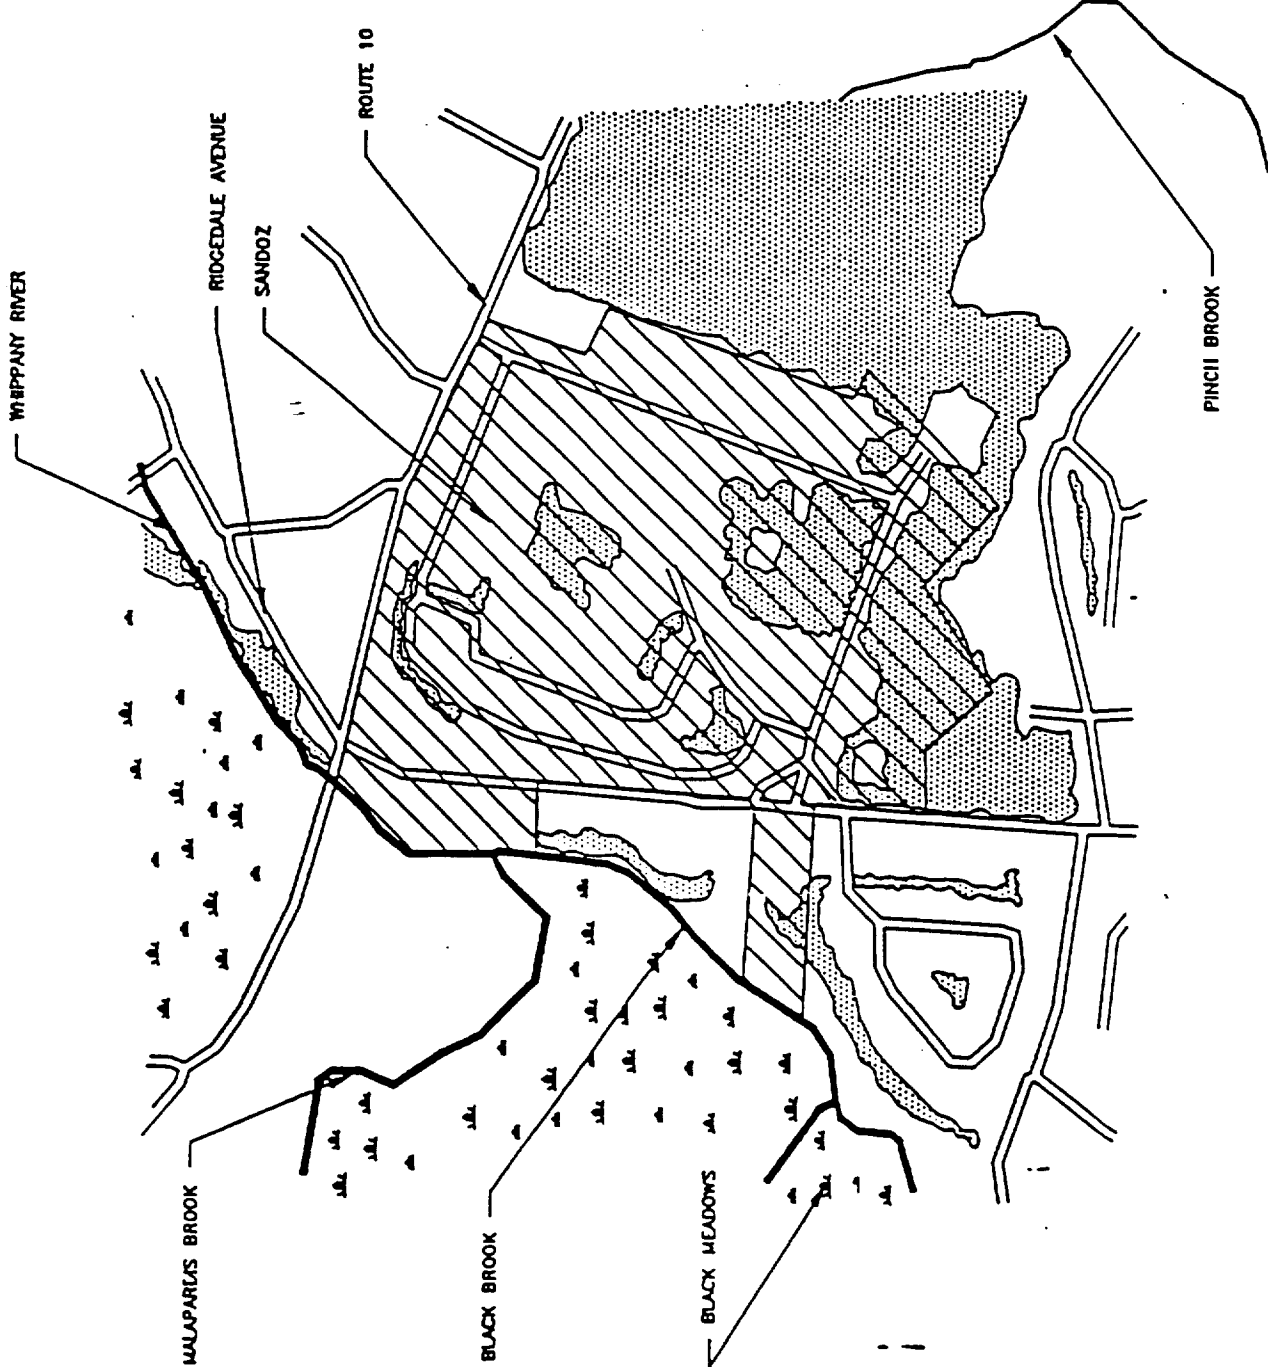 WHIPPANY RIVER
RIDGEDALE AVENUE
SANDOZ
ROUTE 10
MALAPARDIS BROOK
BLACK BROOK
BLACK MEADOWS
PINCH BROOK